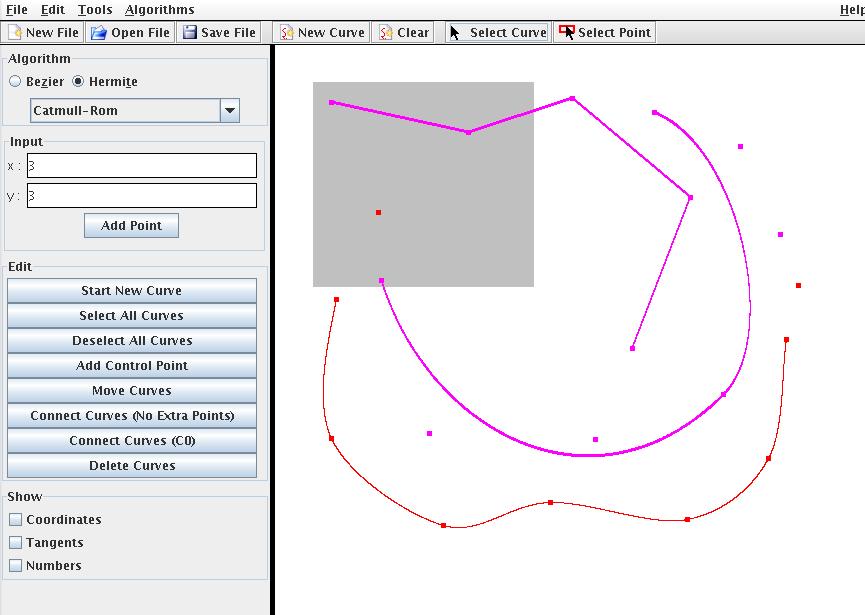 File Edit Tools Algorithms Help
New File Open File Save File New Curve Clear Select Curve Select Point
Algorithm
Bezier Hermite
Catmull-Rom
Input
x : 3
y : 3
Add Point
Edit
Start New Curve
Select All Curves
Deselect All Curves
Add Control Point
Move Curves
Connect Curves (No Extra Points)
Connect Curves (C0)
Delete Curves
Show
Coordinates
Tangents
Numbers